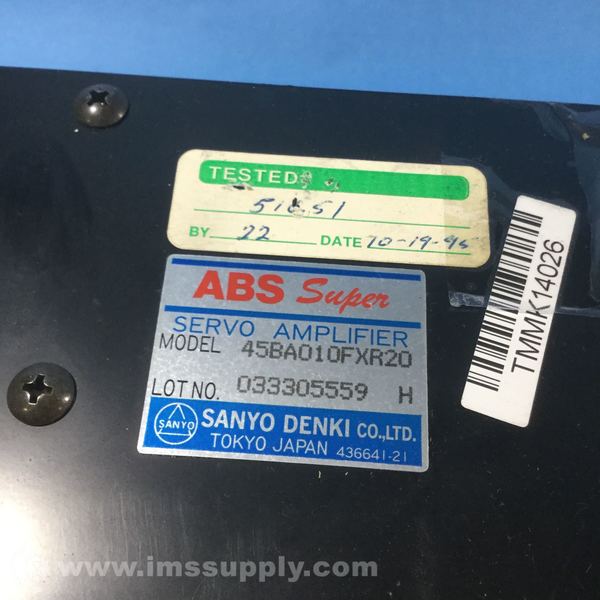 TESTED
51651
BY 22 DATE 10-19-95
ABS Super
SERVO AMPLIFIER
MODEL 45BA010FXR20
LOT NO. 033305559 H
SANYO SANYO DENKI CO.,LTD.
TOKYO JAPAN 436641-21
TMMK14026
www.imssupply.com